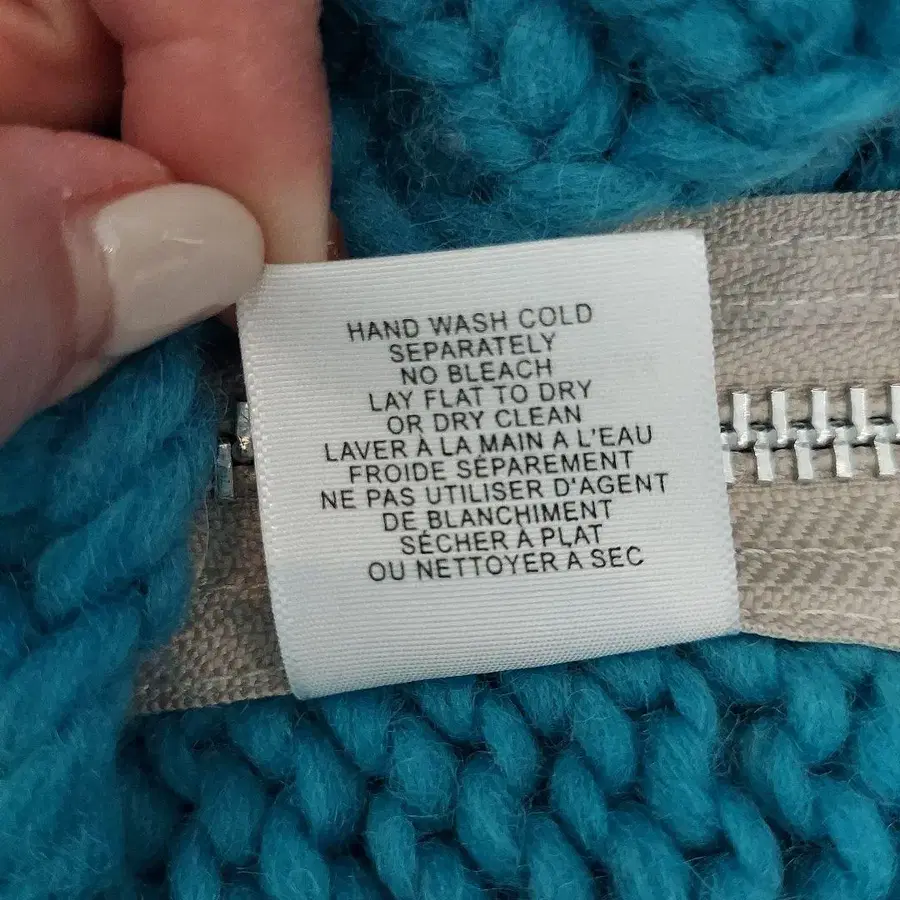 HAND WASH COLD
SEPARATELY
NO BLEACH
LAY FLAT TO DRY
OR DRY CLEAN
LAVER À LA MAIN A L'EAU
FROIDE SÉPAREMENT
NE PAS UTILISER D'AGENT
DE BLANCHIMENT
SÉCHER À PLAT
OU NETTOYER A SEC